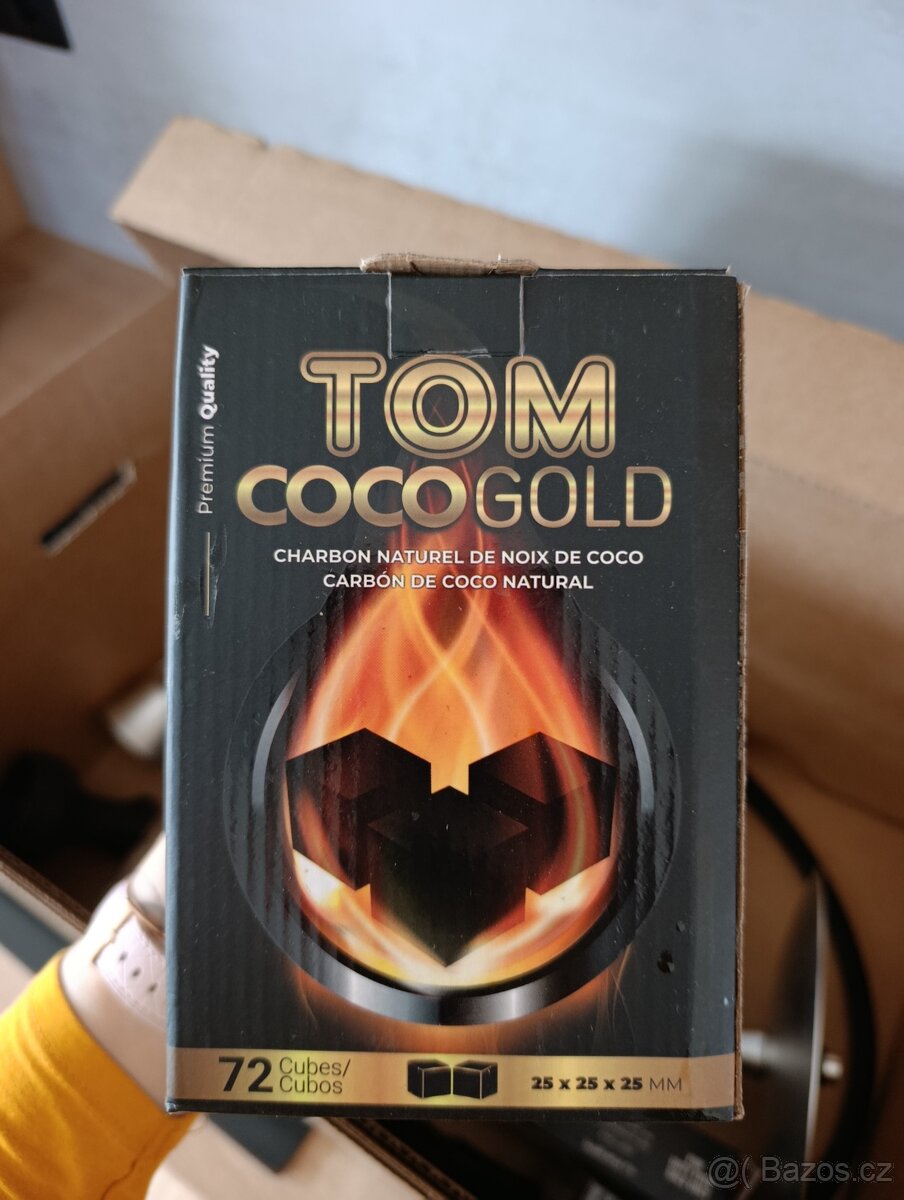 Premium Quality
TOM
COCOGOLD
CHARBON NATUREL DE NOIX DE COCO
CARBÓN DE COCO NATURAL
72 Cubes/
Cubos
25 x 25 x 25 MM
@( Bazos.cz